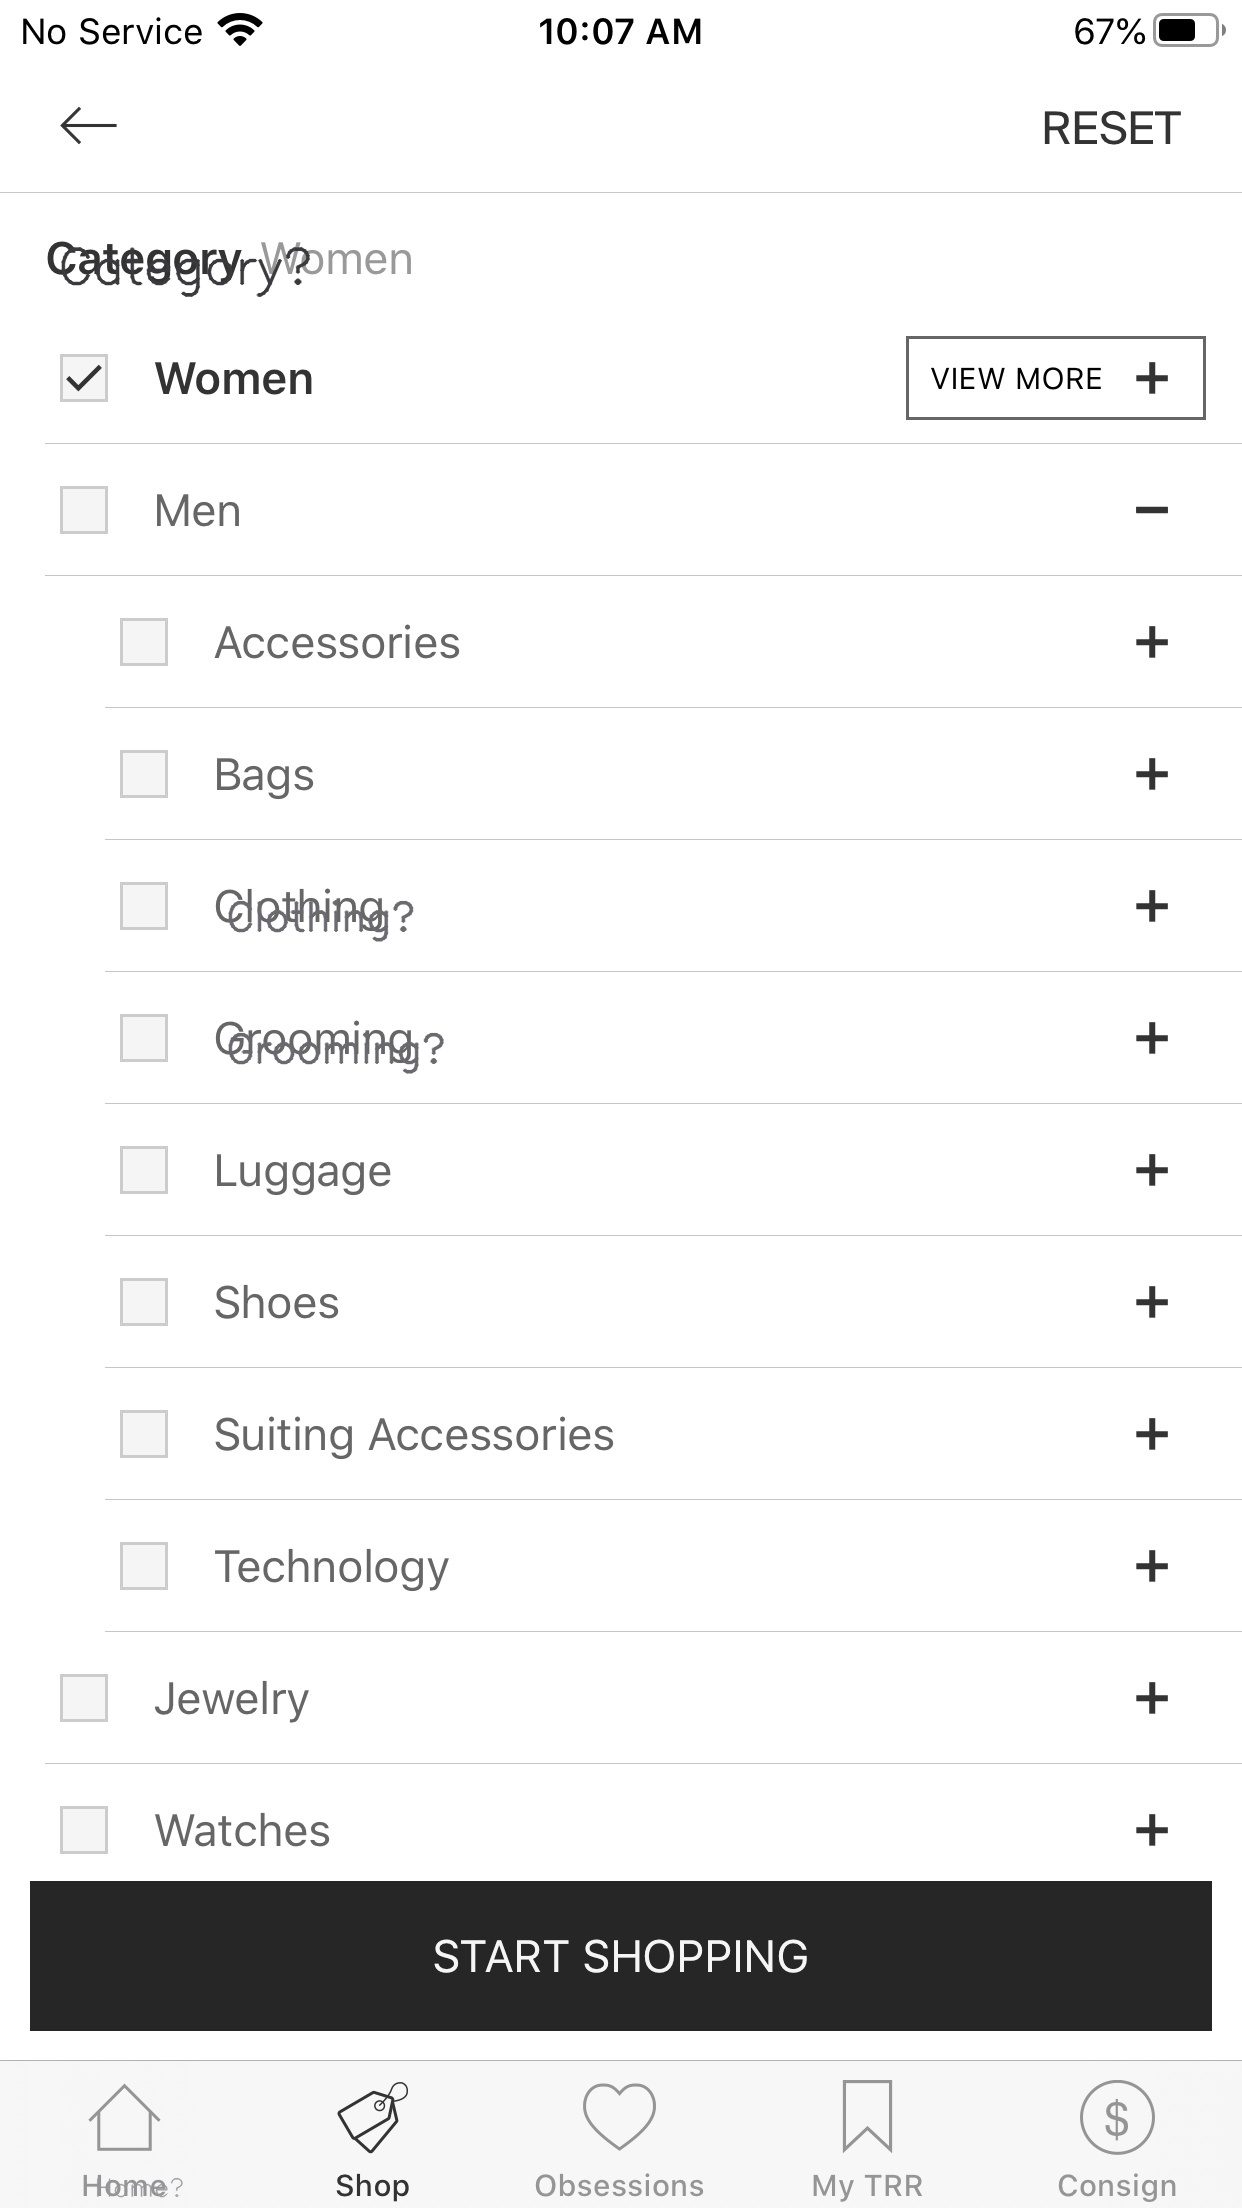 No Service 10:07 AM 67%
RESET
Category Women
Category?
Women VIEW MORE +
Men
Accessories +
Bags +
Clothing +
Clothing?
Grooming +
Grooming?
Luggage +
Shoes +
Suiting Accessories +
Technology +
Jewelry +
Watches +
START SHOPPING
$
Home Shop Obsessions My TRR Consign
Home?